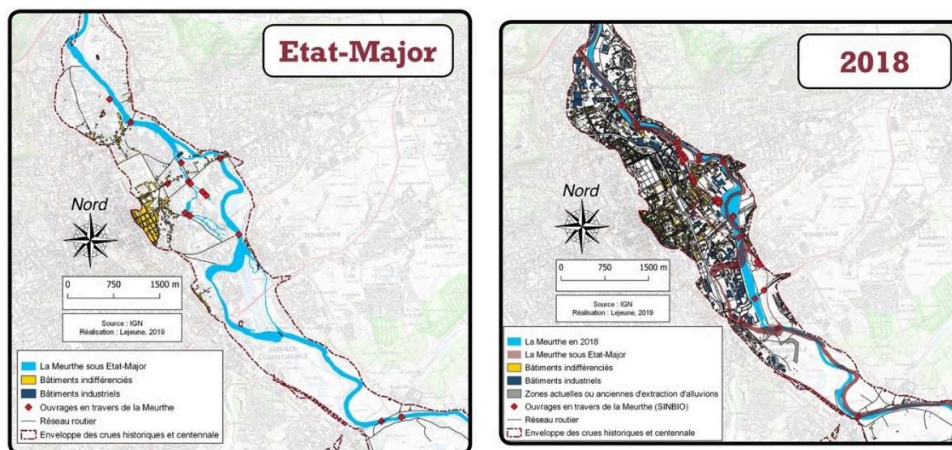 Etat-Major
Nord
0 750 1500 m
Source : IGN
Réalisation : Lejeune, 2019
La Meurthe sous Etat-Major
Bâtiments indifférenciés
Bâtiments industriels
Ouvrages en travers de la Meurthe
Réseau routier
Enveloppe des crues historiques et centennale
2018
Nord
0 750 1500 m
Source : IGN
Réalisation : Lejeune, 2019
La Meurthe en 2018
La Meurthe sous Etat-Major
Bâtiments indifférenciés
Bâtiments industriels
Zones actuelles ou anciennes d'extraction d'alluvions
Ouvrages en travers de la Meurthe (SINBIO)
Réseau routier
Enveloppe des crues historiques et centennale